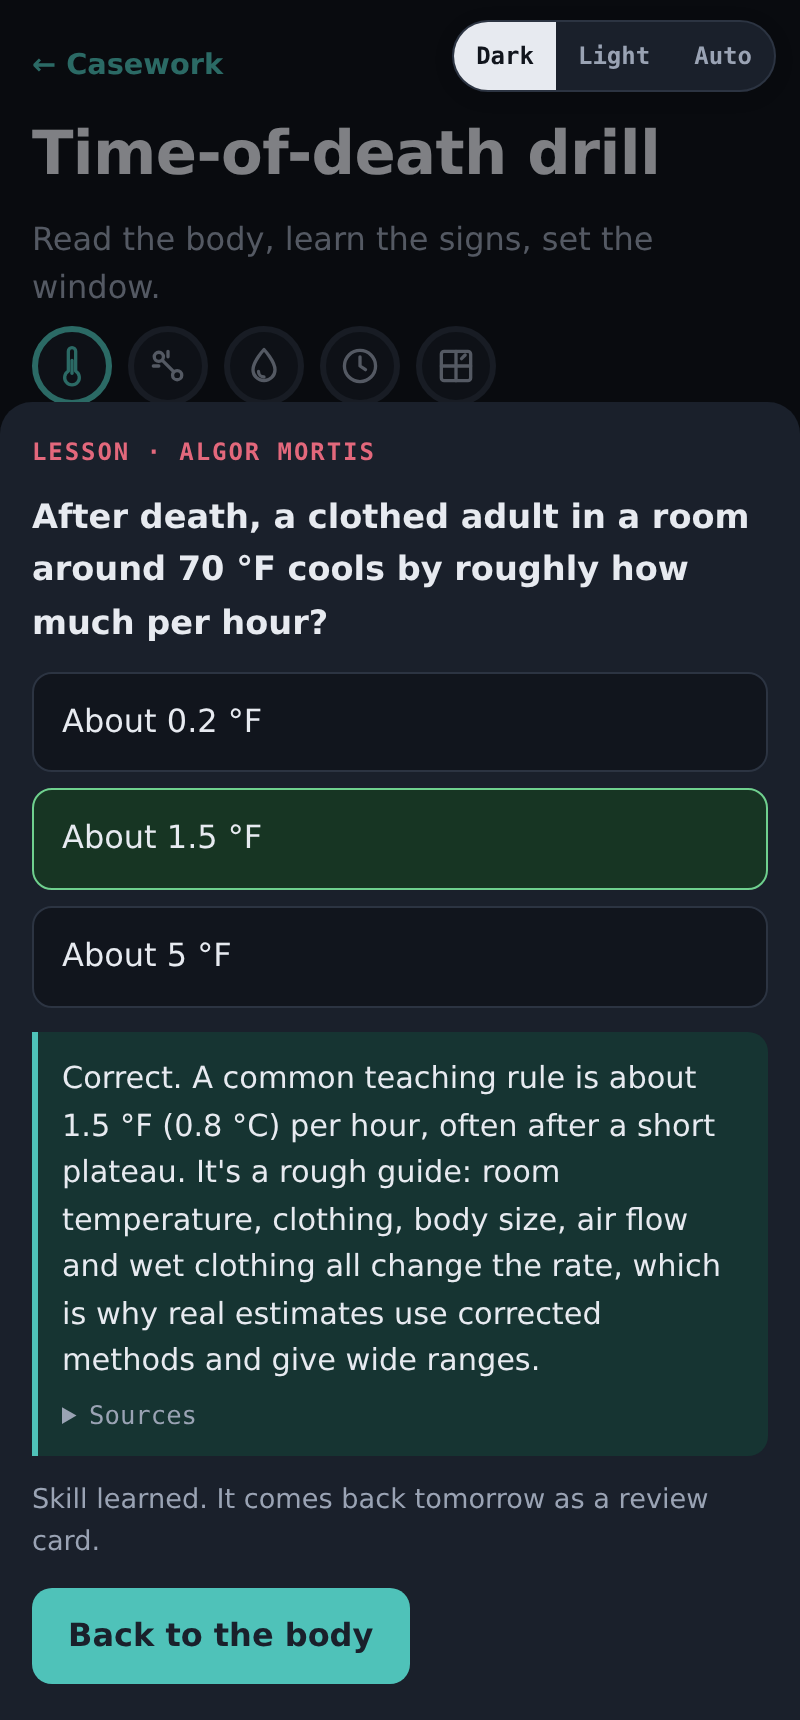 ← Casework
Dark Light Auto
Time-of-death drill
Read the body, learn the signs, set the
window.
LESSON · ALGOR MORTIS
After death, a clothed adult in a room
around 70 °F cools by roughly how
much per hour?
About 0.2 °F
About 1.5 °F
About 5 °F
Correct. A common teaching rule is about
1.5 °F (0.8 °C) per hour, often after a short
plateau. It's a rough guide: room
temperature, clothing, body size, air flow
and wet clothing all change the rate, which
is why real estimates use corrected
methods and give wide ranges.
▶ Sources
Skill learned. It comes back tomorrow as a review
card.
Back to the body